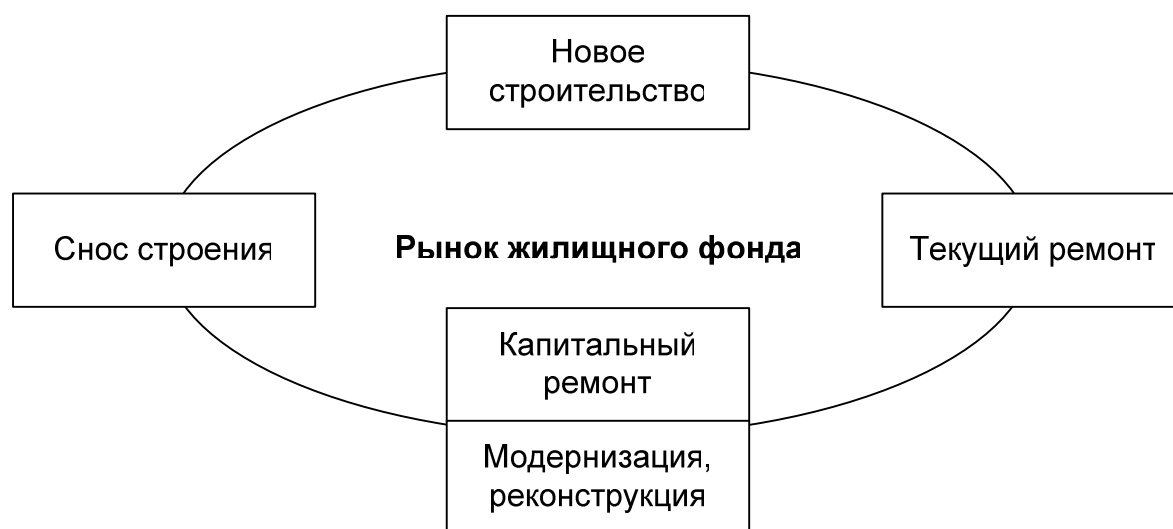 Новое
строительство
Снос строения
Рынок жилищного фонда
Текущий ремонт
Капитальный
ремонт
Модернизация,
реконструкция